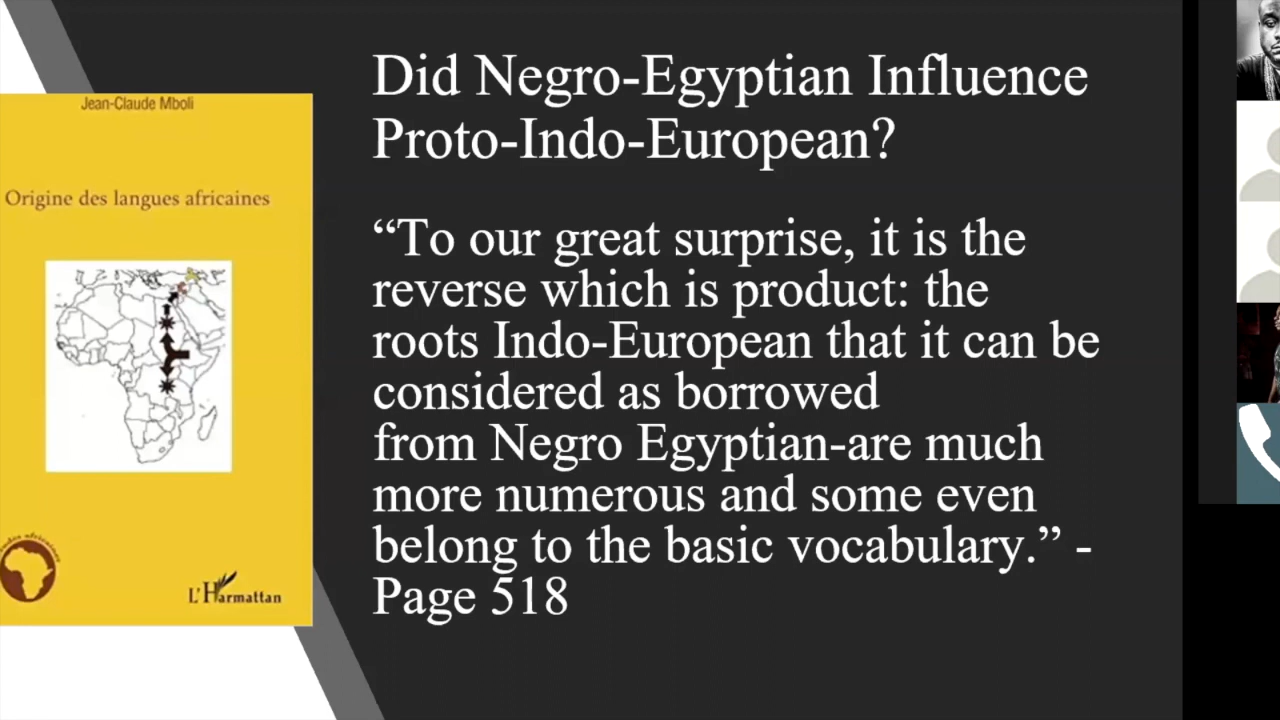 Jean-Claude Mboli
Origine des langues africaines
L'Harmattan
Did Negro-Egyptian Influence
Proto-Indo-European?
“To our great surprise, it is the
reverse which is product: the
roots Indo-European that it can be
considered as borrowed
from Negro Egyptian-are much
more numerous and some even
belong to the basic vocabulary.” -
Page 518